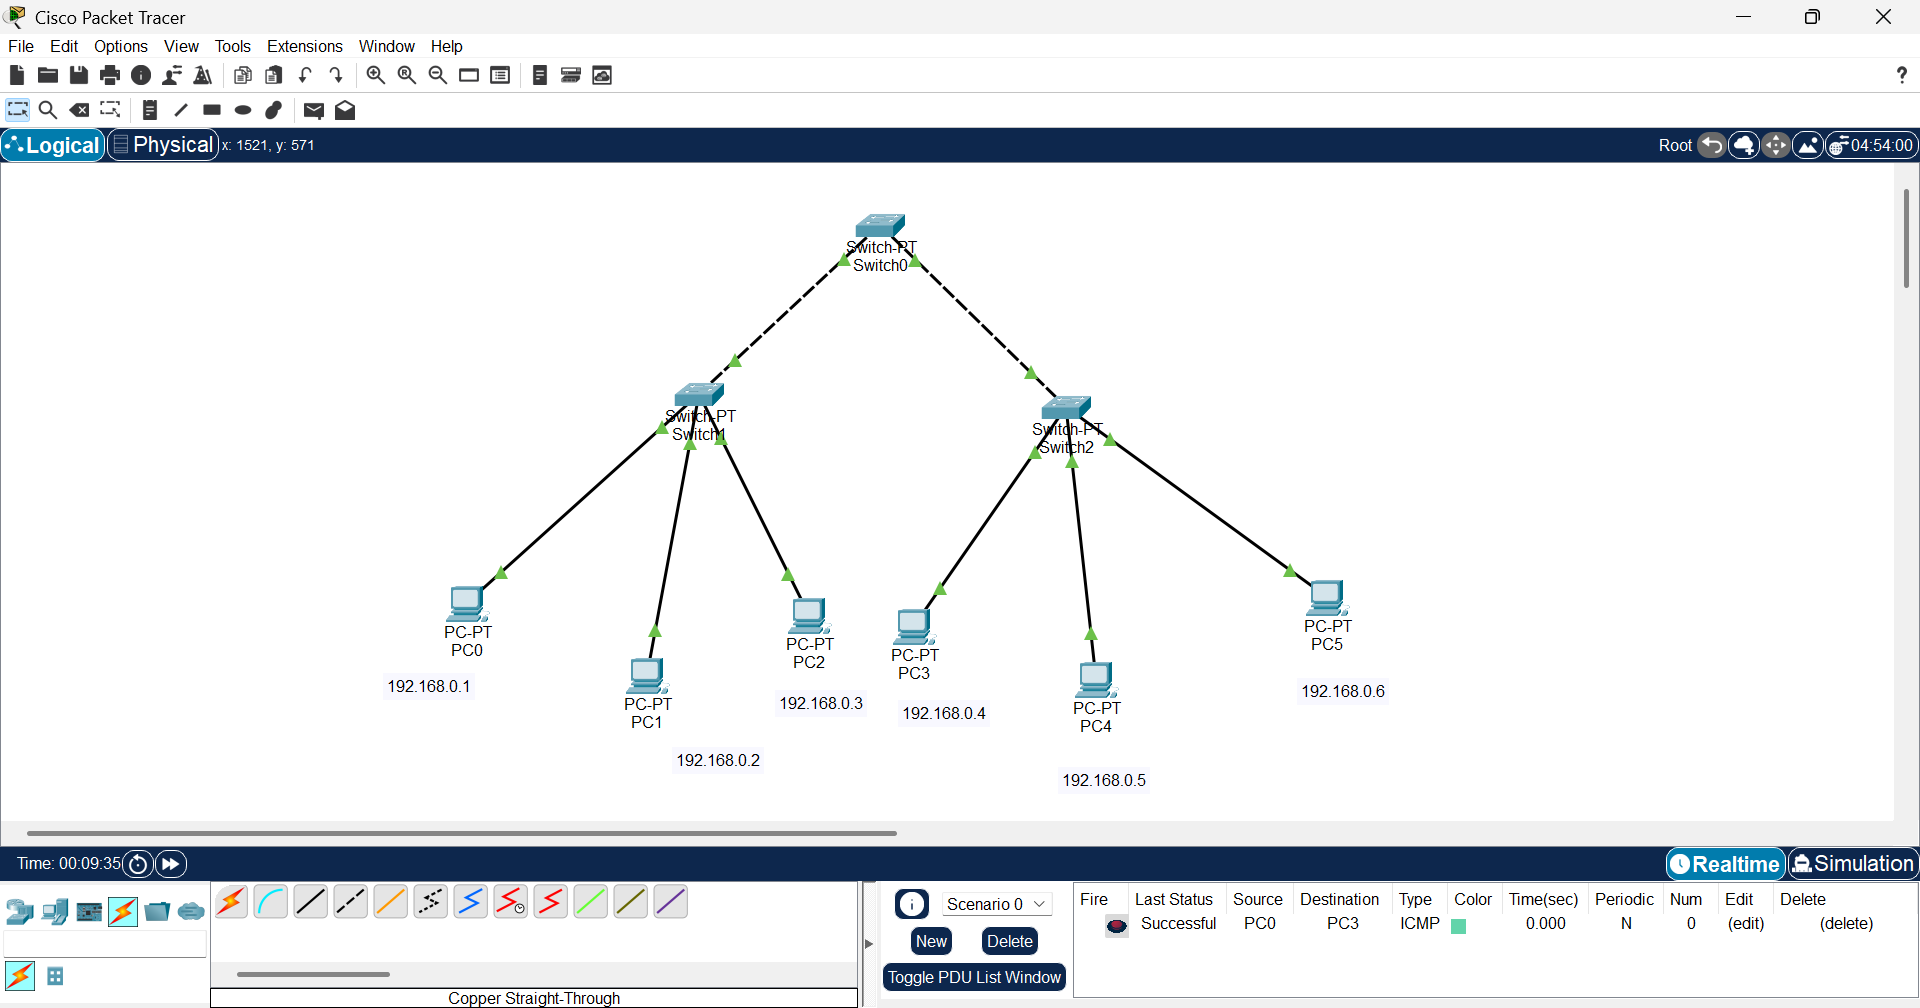 Cisco Packet Tracer
File Edit Options View Tools Extensions Window Help
?
Logical Physical x: 1521, y: 571 Root 04:54:00
Switch-PT
Switch0
Switch-PT
Switch1
Switch-PT
Switch2
PC-PT
PC0
192.168.0.1
PC-PT
PC1
192.168.0.2
PC-PT
PC2
192.168.0.3
PC-PT
PC3
192.168.0.4
PC-PT
PC4
192.168.0.5
PC-PT
PC5
192.168.0.6
Time: 00:09:35 Realtime Simulation
Scenario 0
New Delete
Toggle PDU List Window
Fire Last Status Source Destination Type Color Time(sec) Periodic Num Edit Delete
Successful PC0 PC3 ICMP 0.000 N 0 (edit) (delete)
Copper Straight-Through